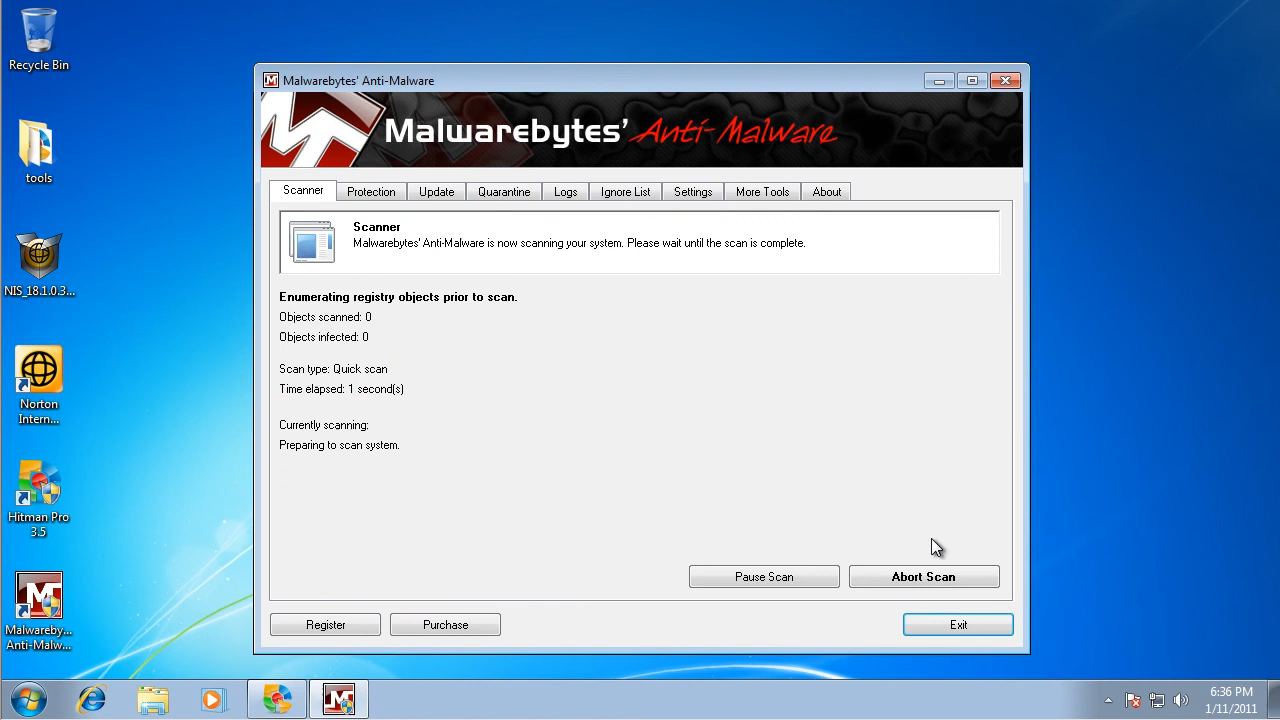 Recycle Bin
tools
NIS_18.1.0.3...
Norton
Intern...
Hitman Pro
3.5
Malwareby...
Anti-Malw...
Malwarebytes' Anti-Malware
Malwarebytes' Anti-Malware
Scanner Protection Update Quarantine Logs Ignore List Settings More Tools About
Scanner
Malwarebytes' Anti-Malware is now scanning your system. Please wait until the scan is complete.
Enumerating registry objects prior to scan.
Objects scanned: 0
Objects infected: 0
Scan type: Quick scan
Time elapsed: 1 second(s)
Currently scanning:
Preparing to scan system.
Pause Scan Abort Scan
Register Purchase Exit
6:36 PM
1/11/2011